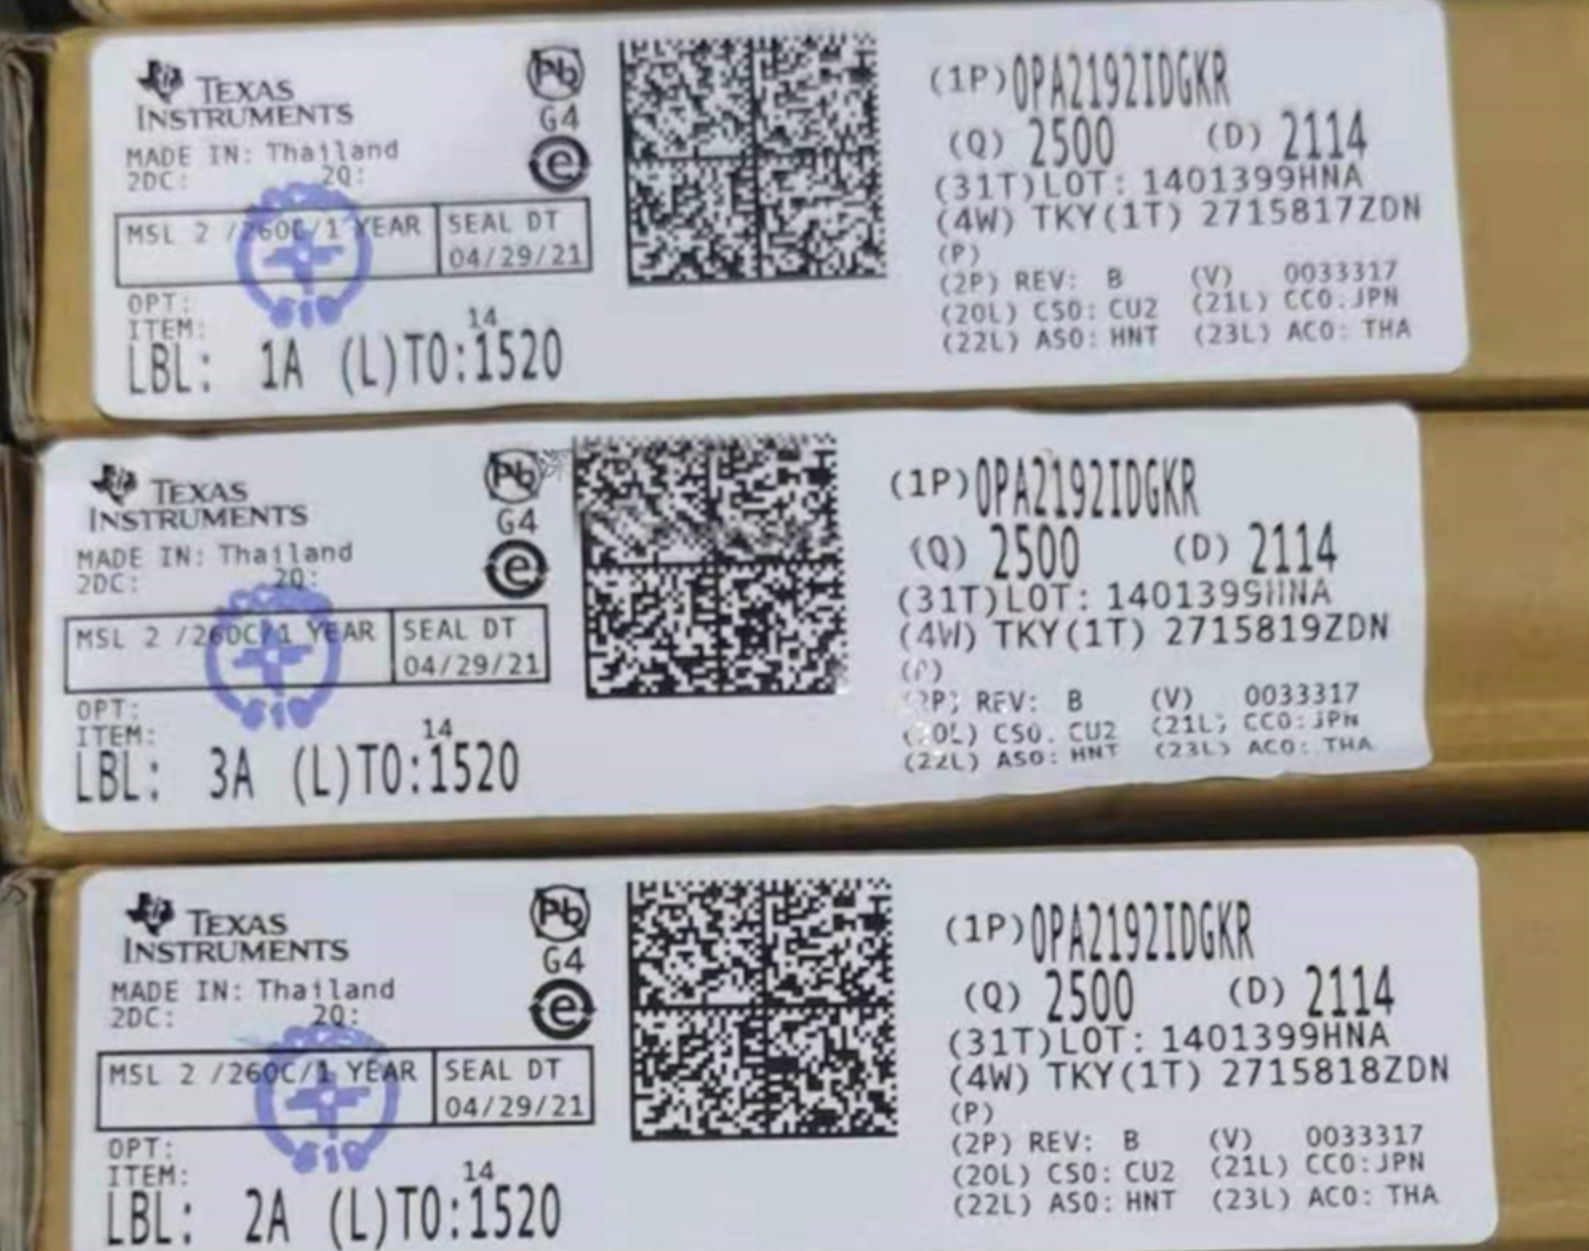 TEXAS
INSTRUMENTS
MADE IN: Thailand
2DC: 2Q:
MSL 2 /260C/1 YEAR
SEAL DT
04/29/21
OPT:
ITEM: 14
LBL: 1A (L)TO:1520
Pb
G4
e
(1P)OPA2192IDGKR
(Q) 2500 (D) 2114
(31T)LOT: 1401399HNA
(4W) TKY(1T) 2715817ZDN
(P)
(2P) REV: B (V) 0033317
(20L) CSO: CU2 (21L) CCO:JPN
(22L) ASO: HNT (23L) ACO: THA
TEXAS
INSTRUMENTS
MADE IN: Thailand
2DC: 2Q:
MSL 2 /260C/1 YEAR
SEAL DT
04/29/21
OPT:
ITEM: 14
LBL: 3A (L)TO:1520
Pb
G4
e
(1P)OPA2192IDGKR
(Q) 2500 (D) 2114
(31T)LOT: 1401399HNA
(4W) TKY(1T) 2715819ZDN
(P)
(2P) REV: B (V) 0033317
(20L) CSO: CU2 (21L) CCO:JPN
(22L) ASO: HNT (23L) ACO: THA
TEXAS
INSTRUMENTS
MADE IN: Thailand
2DC: 2Q:
MSL 2 /260C/1 YEAR
SEAL DT
04/29/21
OPT:
ITEM: 14
LBL: 2A (L)TO:1520
Pb
G4
e
(1P)OPA2192IDGKR
(Q) 2500 (D) 2114
(31T)LOT: 1401399HNA
(4W) TKY(1T) 2715818ZDN
(P)
(2P) REV: B (V) 0033317
(20L) CSO: CU2 (21L) CCO:JPN
(22L) ASO: HNT (23L) ACO: THA